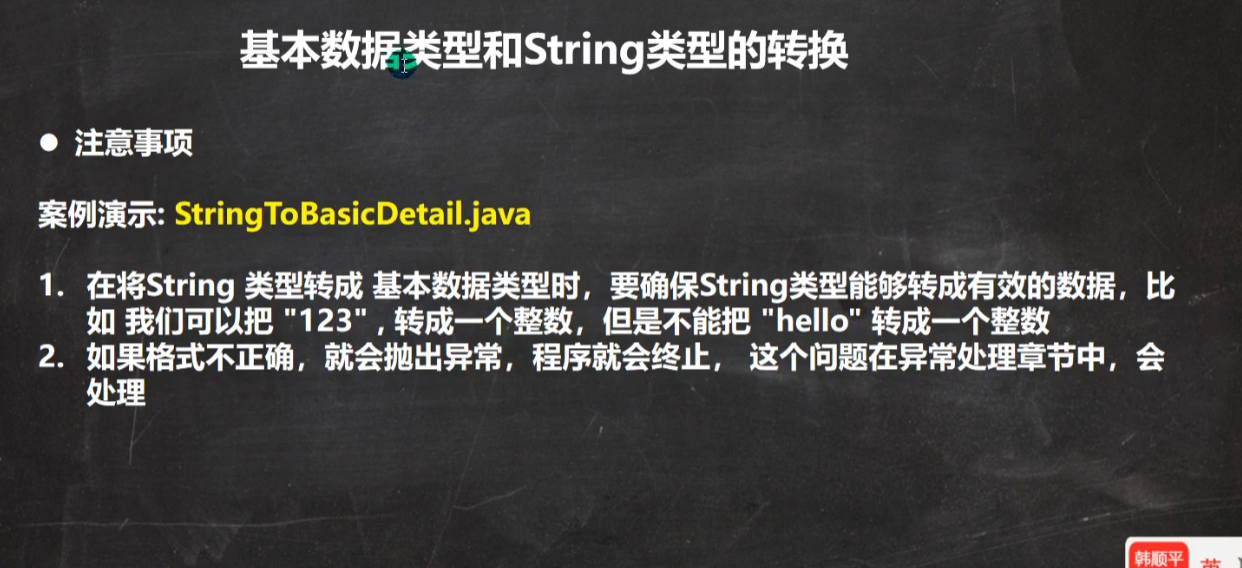 基本数据类型和String类型的转换
● 注意事项
案例演示: StringToBasicDetail.java
1. 在将String 类型转成 基本数据类型时，要确保String类型能够转成有效的数据，比
如 我们可以把 "123" , 转成一个整数，但是不能把 "hello" 转成一个整数
2. 如果格式不正确，就会抛出异常，程序就会终止， 这个问题在异常处理章节中，会
处理
韩顺平
英